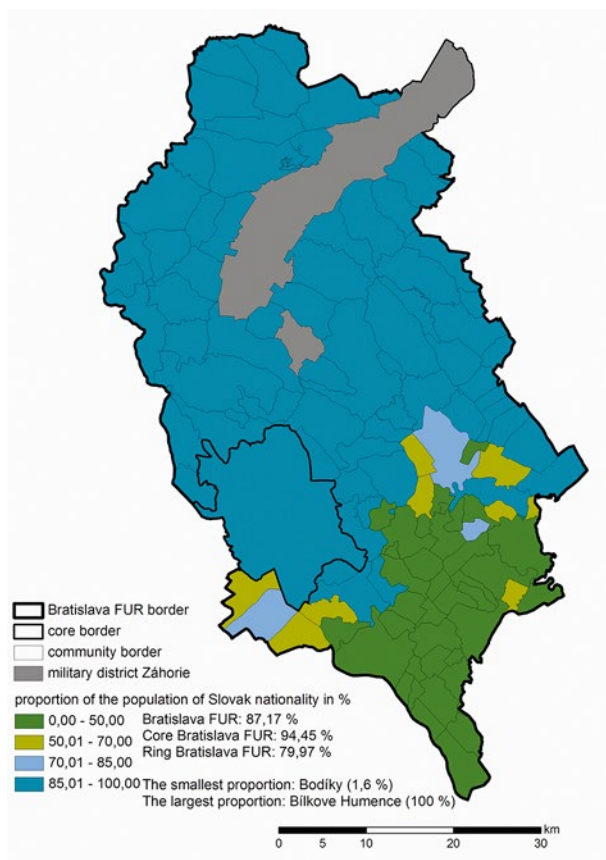 Bratislava FUR border
core border
community border
military district Záhorie
proportion of the population of Slovak nationality in %
0,00 - 50,00
50,01 - 70,00
70,01 - 85,00
85,01 - 100,00
Bratislava FUR: 87,17 %
Core Bratislava FUR: 94,45 %
Ring Bratislava FUR: 79,97 %
The smallest proportion: Bodíky (1,6 %)
The largest proportion: Bílkove Humence (100 %)
km
0 5 10 20 30